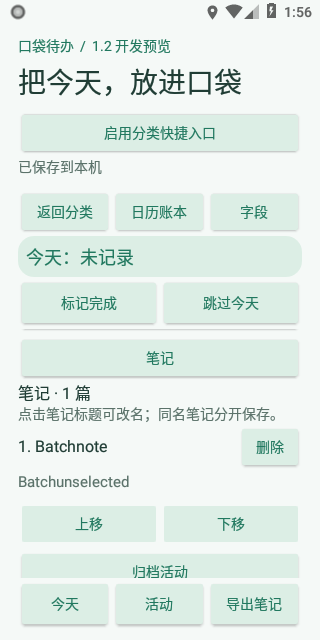 1:56
口袋待办 / 1.2 开发预览
把今天，放进口袋
启用分类快捷入口
已保存到本机
返回分类 日历账本 字段
今天：未记录
标记完成 跳过今天
笔记
笔记 · 1 篇
点击笔记标题可改名；同名笔记分开保存。
1. Batchnote 删除
Batchunselected
上移 下移
归档活动
今天 活动 导出笔记